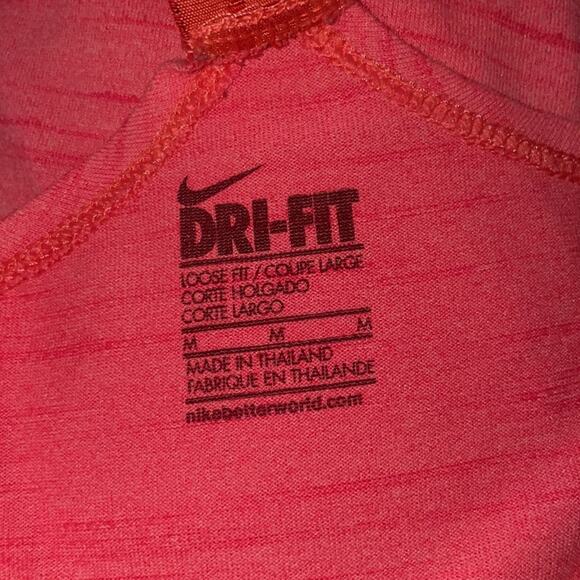 DRI-FIT
LOOSE FIT / COUPE LARGE
CORTE HOLGADO
CORTE LARGO
M M M
MADE IN THAILAND
FABRIQUE EN THAILANDE
nikebetterworld.com